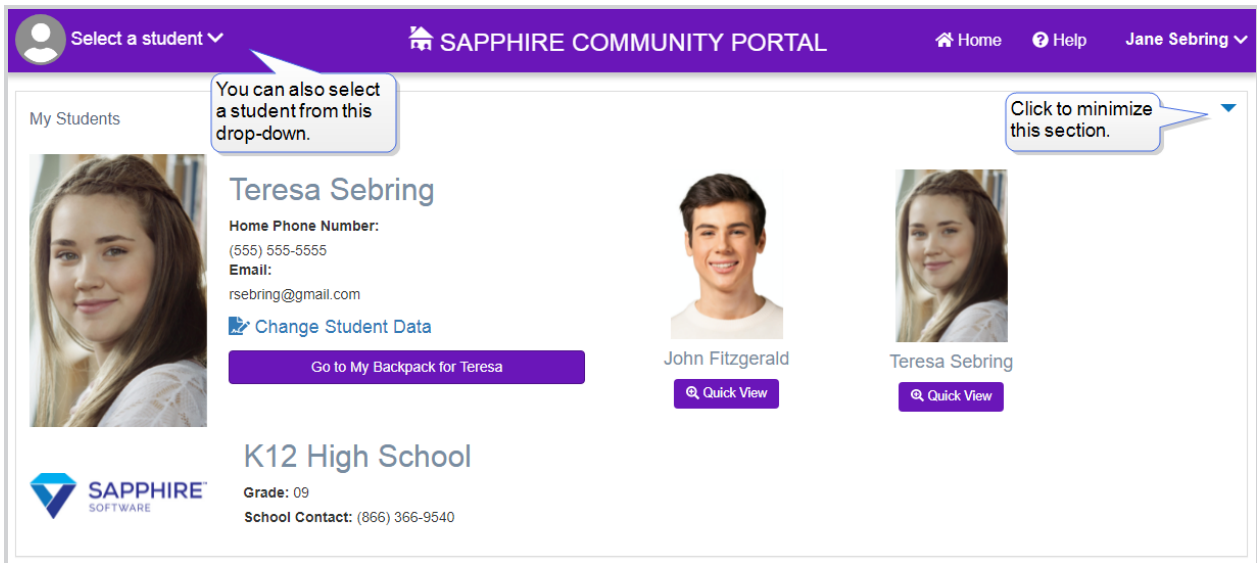 Select a student
SAPPHIRE COMMUNITY PORTAL
Home
Help
Jane Sebring
You can also select
a student from this
drop-down.
Click to minimize
this section.
My Students
Teresa Sebring
Home Phone Number:
(555) 555-5555
Email:
rsebring@gmail.com
Change Student Data
Go to My Backpack for Teresa
John Fitzgerald
Quick View
Teresa Sebring
Quick View
SAPPHIRE™
SOFTWARE
K12 High School
Grade: 09
School Contact: (866) 366-9540